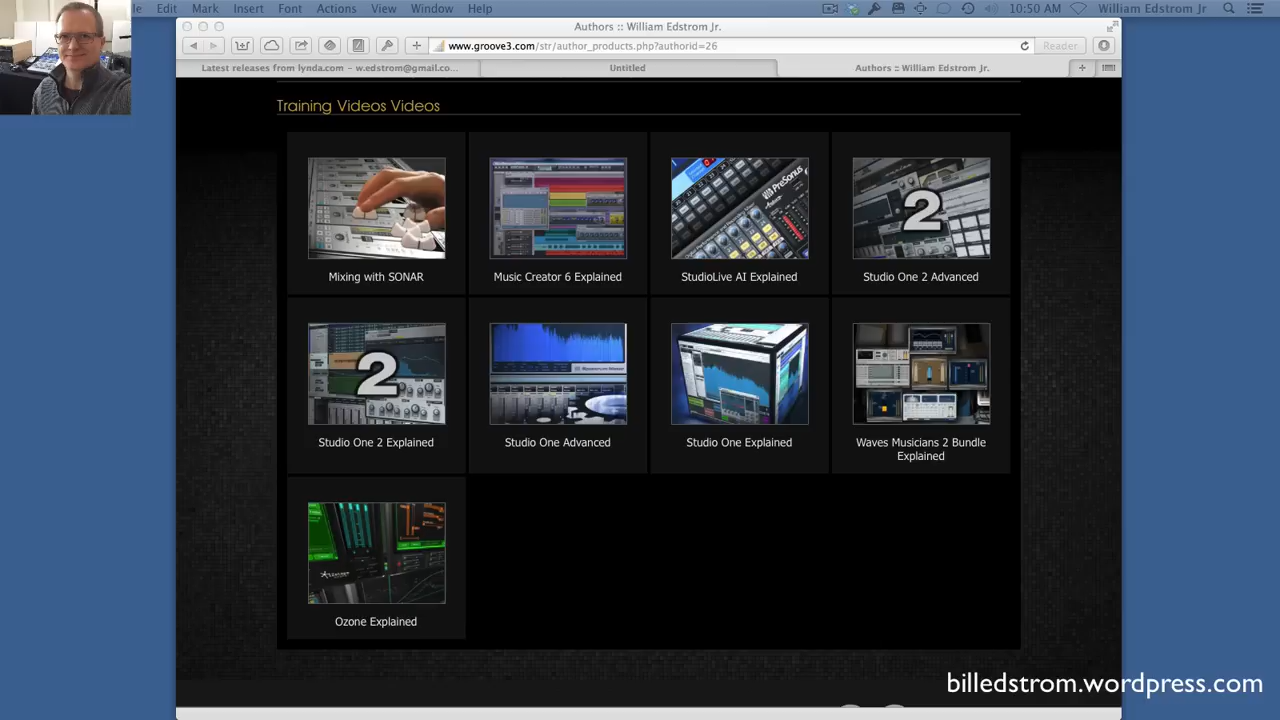 le Edit Mark Insert Font Actions View Window Help 10:50 AM William Edstrom Jr
Authors :: William Edstrom Jr.
www.groove3.com/str/author_products.php?authorid=26 Reader
Latest releases from lynda.com – w.edstrom@gmail.co... Untitled Authors :: William Edstrom Jr.
Training Videos Videos
PreSonus
2
Mixing with SONAR Music Creator 6 Explained StudioLive AI Explained Studio One 2 Advanced
2
Studio One 2 Explained Studio One Advanced Studio One Explained Waves Musicians 2 Bundle
Explained
Ozone Explained
billedstrom.wordpress.com